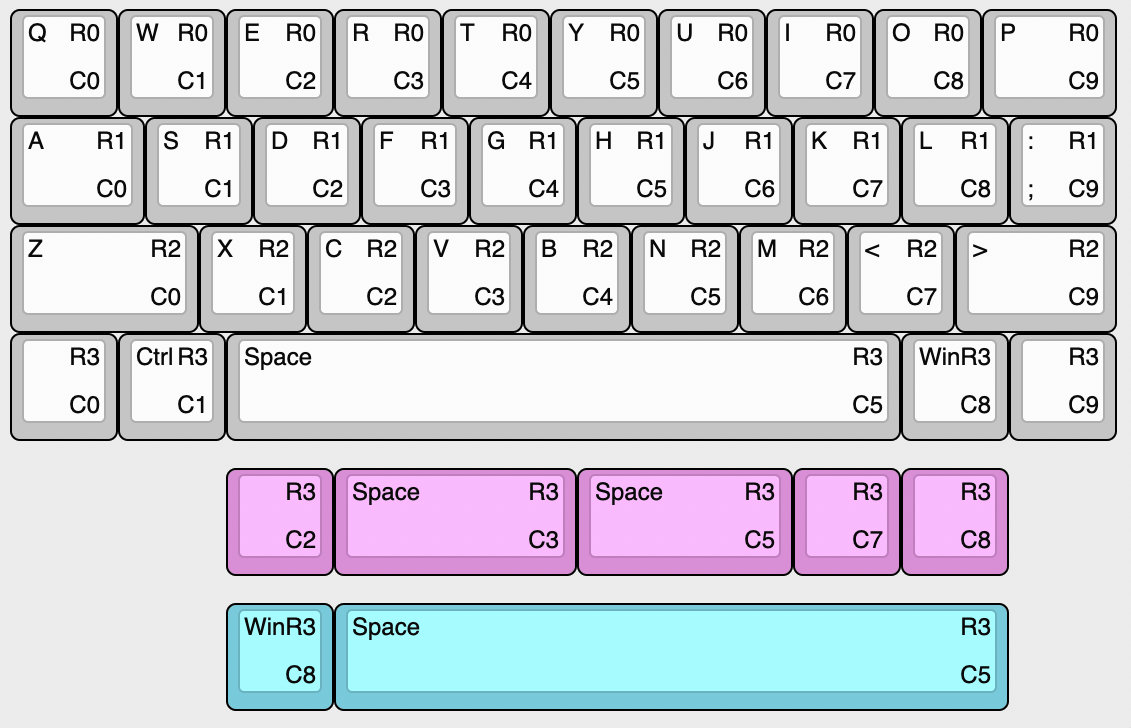 Q R0 W R0 E R0 R R0 T R0 Y R0 U R0 I R0 O R0 P R0
C0 C1 C2 C3 C4 C5 C6 C7 C8 C9
A R1 S R1 D R1 F R1 G R1 H R1 J R1 K R1 L R1 : R1
C0 C1 C2 C3 C4 C5 C6 C7 C8 ; C9
Z R2 X R2 C R2 V R2 B R2 N R2 M R2 < R2 > R2
C0 C1 C2 C3 C4 C5 C6 C7 C9
R3 Ctrl R3 Space R3 Win R3 R3
C0 C1 C5 C8 C9
R3 Space R3 Space R3 R3 R3
C2 C3 C5 C7 C8
Win R3 Space R3
C8 C5